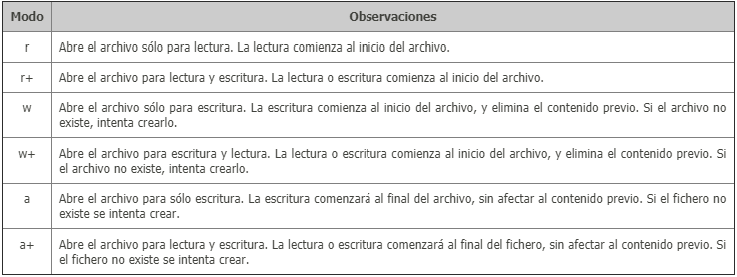 Modo Observaciones
r Abre el archivo sólo para lectura. La lectura comienza al inicio del archivo.
r+ Abre el archivo para lectura y escritura. La lectura o escritura comienza al inicio del archivo.
w Abre el archivo sólo para escritura. La escritura comienza al inicio del archivo, y elimina el contenido previo. Si el archivo no
existe, intenta crearlo.
w+ Abre el archivo para escritura y lectura. La lectura o escritura comienza al inicio del archivo, y elimina el contenido previo. Si
el archivo no existe, intenta crearlo.
a Abre el archivo para sólo escritura. La escritura comenzará al final del archivo, sin afectar al contenido previo. Si el fichero no
existe se intenta crear.
a+ Abre el archivo para lectura y escritura. La lectura o escritura comenzará al final del fichero, sin afectar al contenido previo. Si
el fichero no existe se intenta crear.